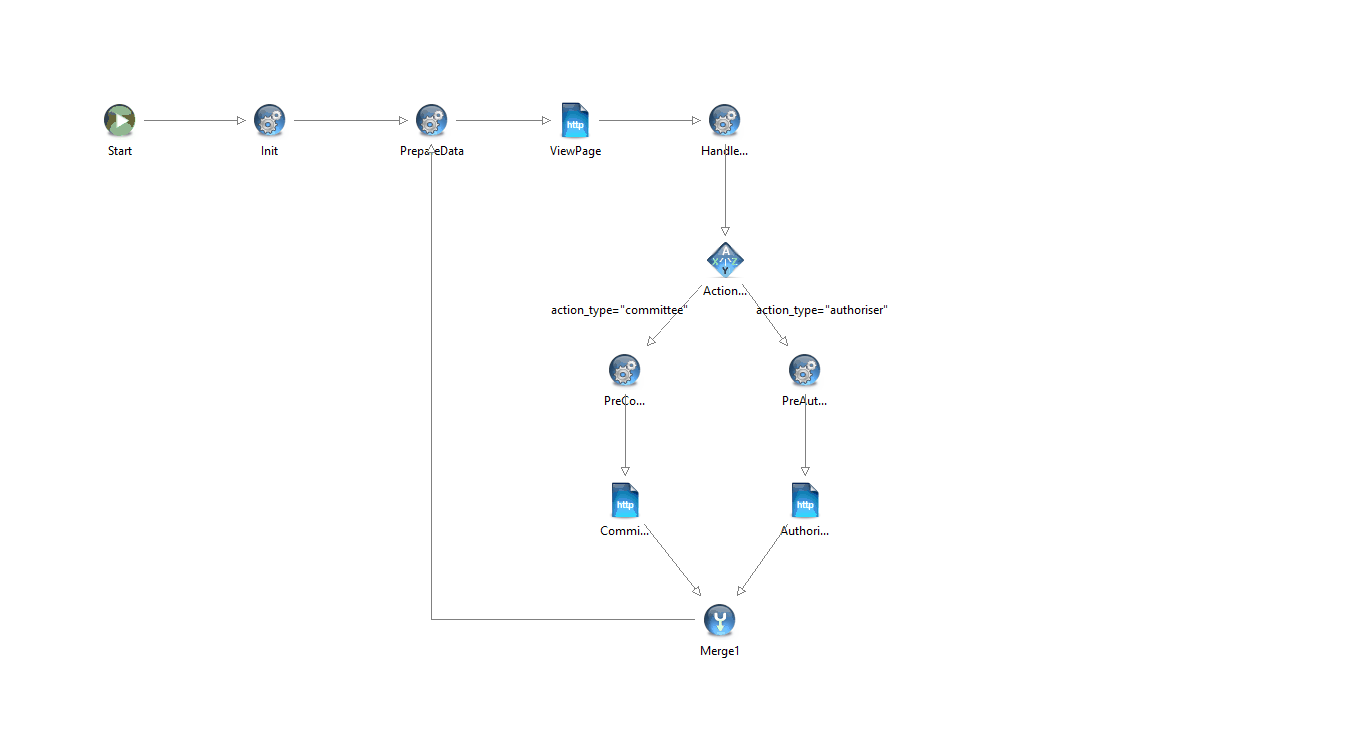 http
Start
Init
PrepareData
ViewPage
Handle...
A
X
Z
Y
Action...
action_type="committee"
action_type="authoriser"
PreCo...
PreAut...
http
http
Commi...
Authori...
Merge1